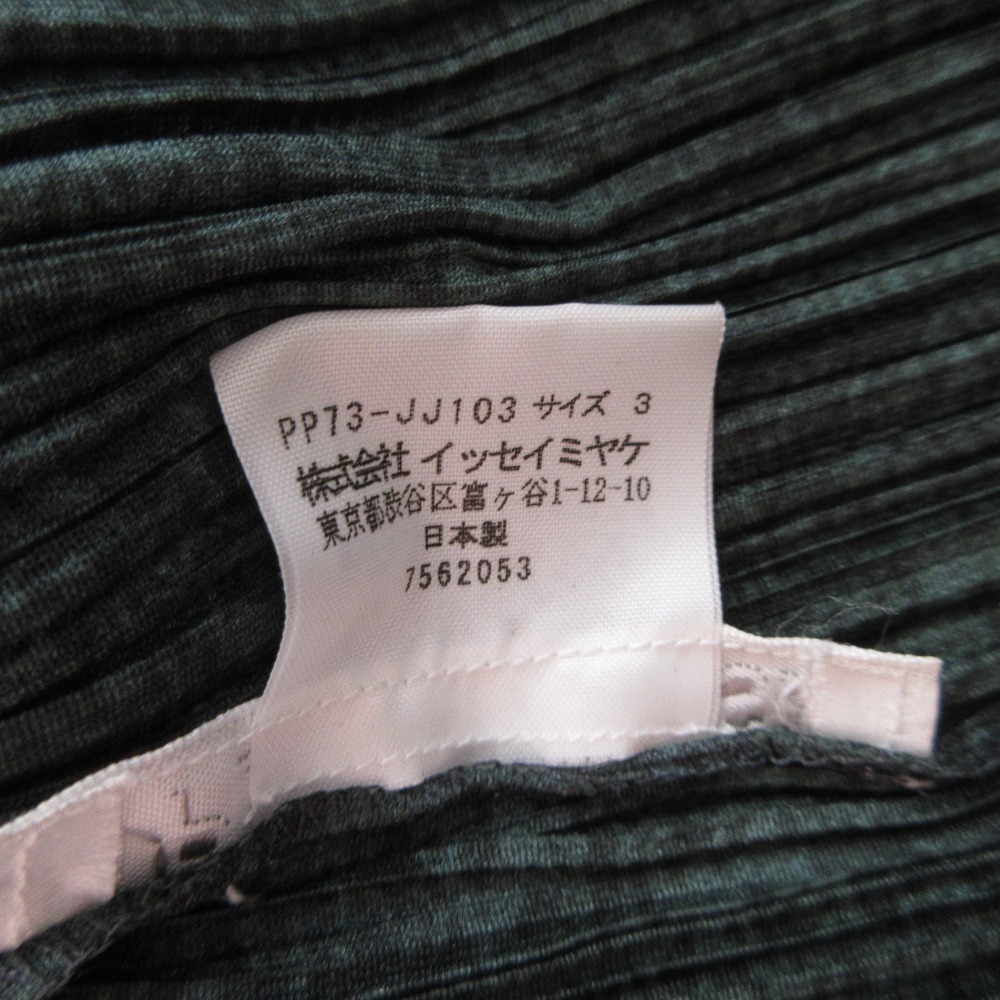 PP73-JJ103 サイズ 3
株式会社 イッセイミヤケ
東京都渋谷区富ヶ谷1-12-10
日本製
7562053